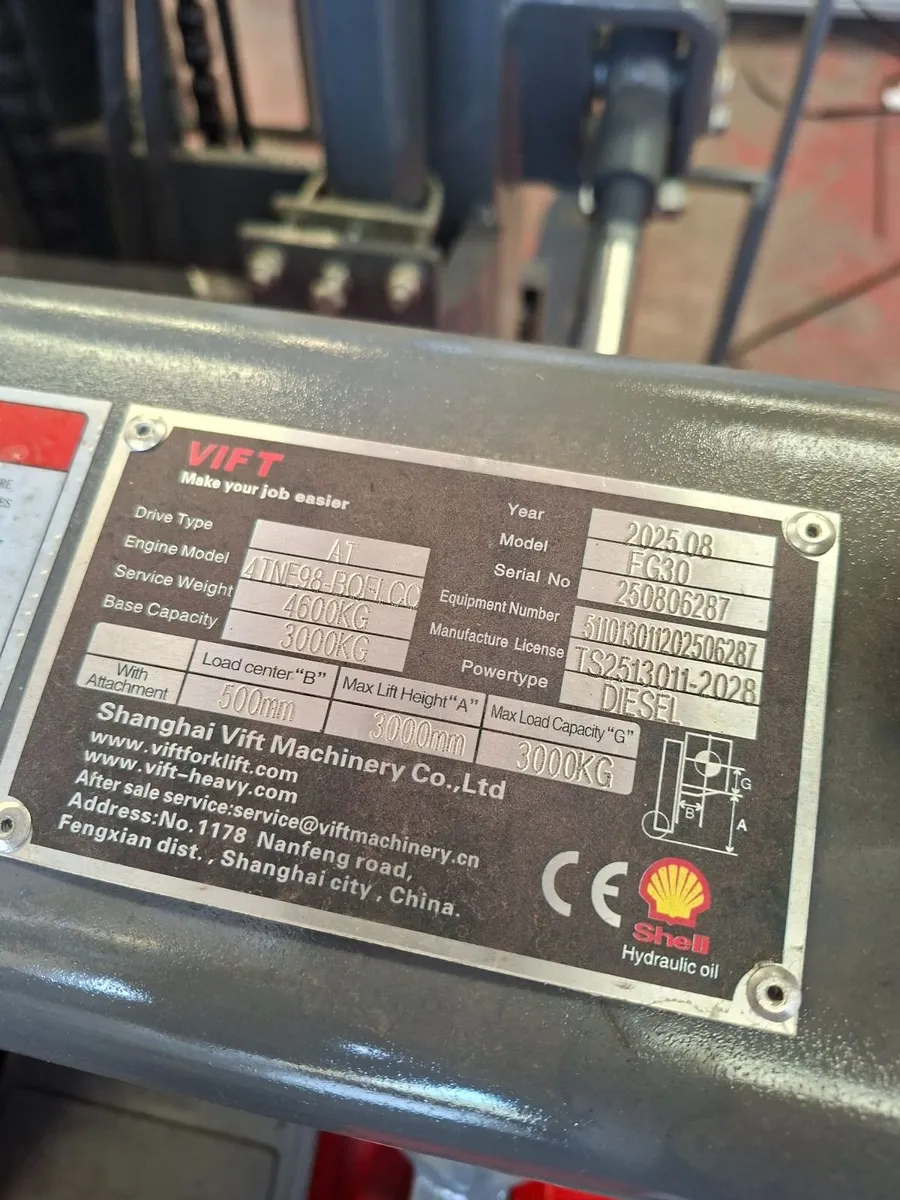 VIFT
Make your job easier
Drive Type AT
Engine Model
Service Weight 4600KG
Base Capacity 3000KG
Year 2025.08
Model FG30
Serial No 250806287
Equipment Number 511013011202506287
Manufacture License TS2513011-2028
Powertype DIESEL
Load center“B” Max Lift Height“A” Max Load Capacity“G”
With Attachment 500mm 3000mm 3000KG
Shanghai Vift Machinery Co.,Ltd
www.viftforklift.com
www.vift-heavy.com
After sale service:service@viftmachinery.cn
Address:No.1178 Nanfeng road,
Fengxian dist. , Shanghai city , China.
G
B
A
CE
Shell
Hydraulic oil
RE
ES